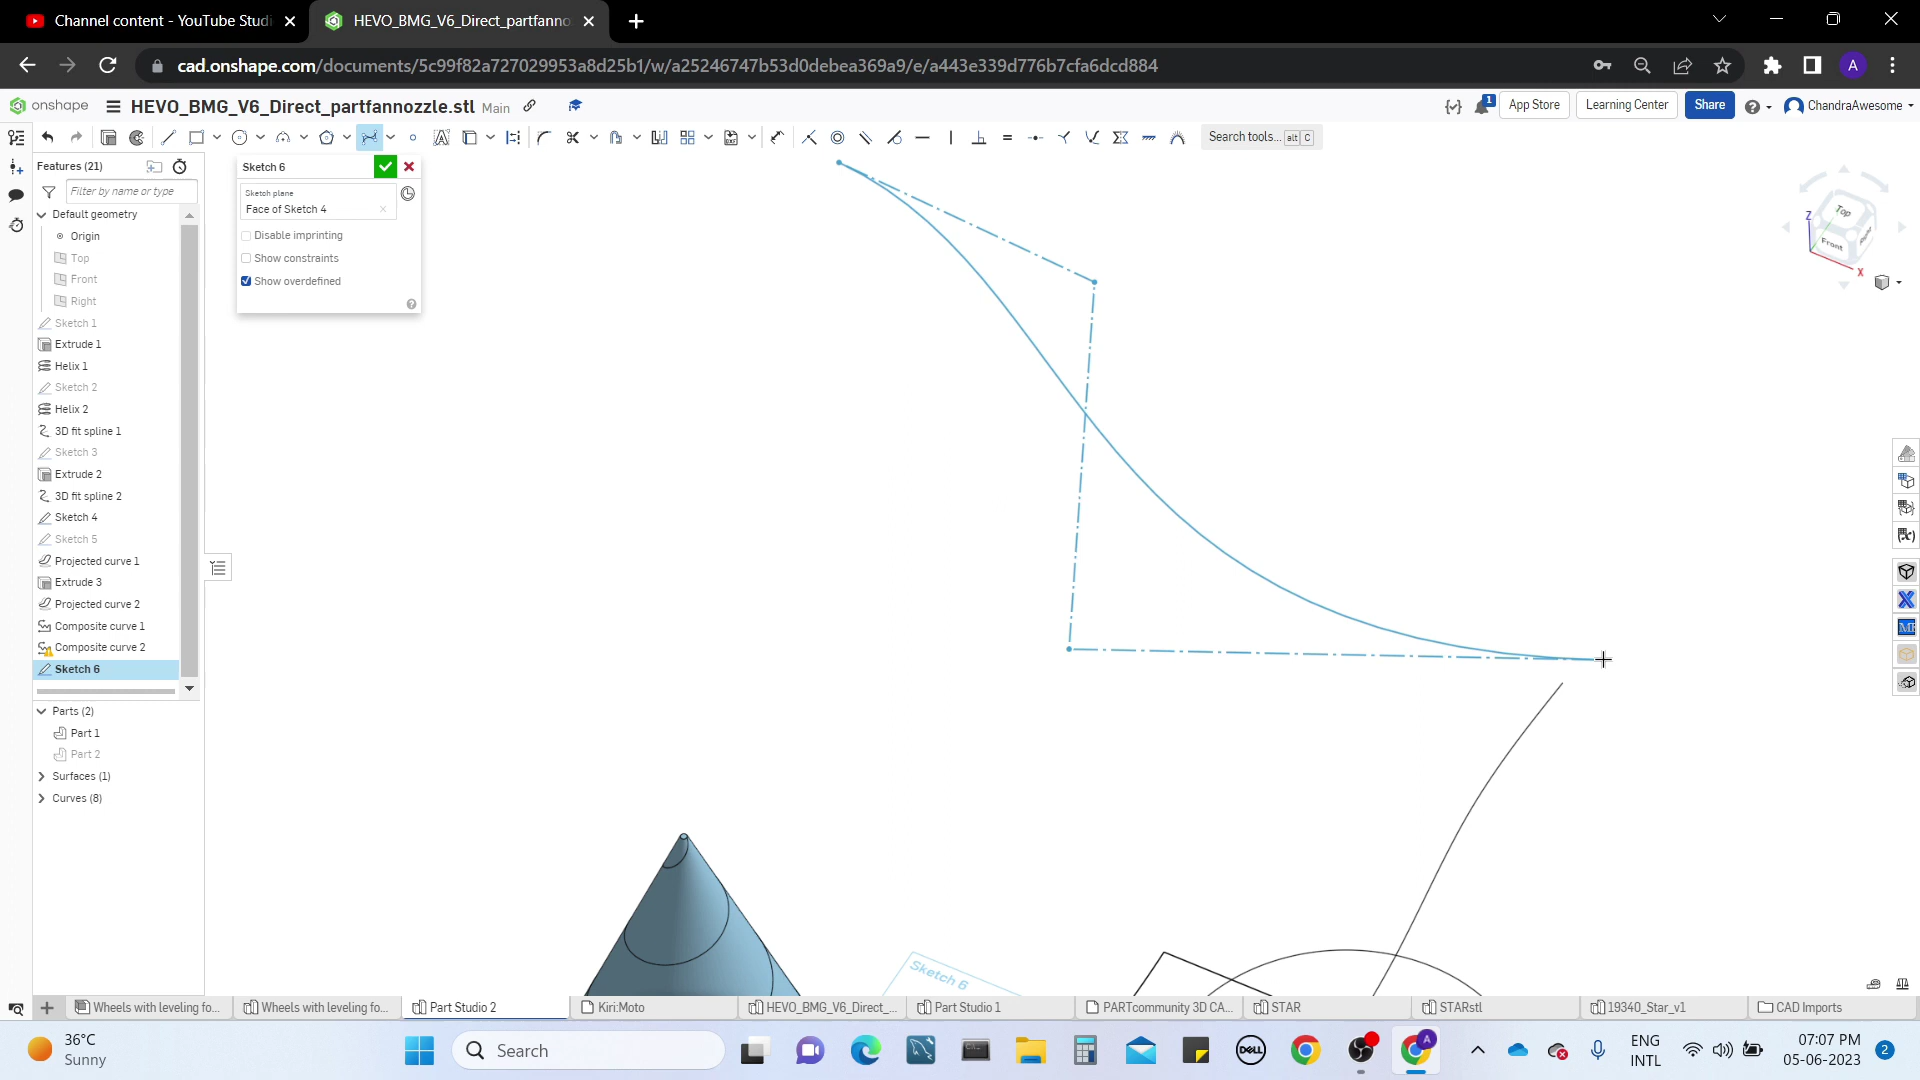 Channel content - YouTube Studi
HEVO_BMG_V6_Direct_partfanno
cad.onshape.com/documents/5c99f82a727029953a8d25b1/w/a25246747b53d0debea369a9/e/a443e339d776b7cfa6dcd884
A
onshape
HEVO_BMG_V6_Direct_partfannozzle.stl Main
1
App Store
Learning Center
Share
ChandraAwesome
Search tools... alt C
Features (21)
Filter by name or type
Default geometry
Origin
Top
Front
Right
Sketch 1
Extrude 1
Helix 1
Sketch 2
Helix 2
3D fit spline 1
Sketch 3
Extrude 2
3D fit spline 2
Sketch 4
Sketch 5
Projected curve 1
Extrude 3
Projected curve 2
Composite curve 1
Composite curve 2
Sketch 6
Parts (2)
Part 1
Part 2
Surfaces (1)
Curves (8)
Sketch 6
Sketch plane
Face of Sketch 4
Disable imprinting
Show constraints
Show overdefined
Z
Top
Front
Right
X
Sketch 6
Wheels with leveling fo...
Wheels with leveling fo...
Part Studio 2
Kiri:Moto
HEVO_BMG_V6_Direct_...
Part Studio 1
PARTcommunity 3D CA...
STAR
STARstl
19340_Star_v1
CAD Imports
36°C
Sunny
Search
DELL
A
ENG
INTL
07:07 PM
05-06-2023
2